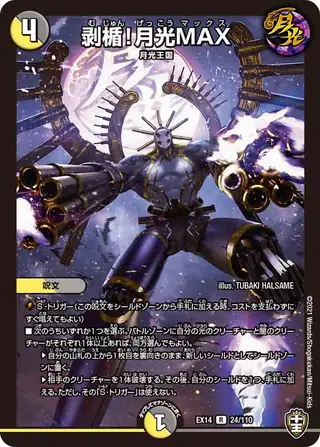 4
むじゅん げっこう マックス
剥楯!月光MAX
月光王国
月光
illus. TUBAKI HALSAME
呪文
S・トリガー(この呪文をシールドゾーンから手札に加える時、コストを支払わずにすぐ唱えてもよい)
■次のうちいずれか1つを選ぶ。バトルゾーンに自分の光のクリーチャーと闇のクリーチャーがそれぞれ1体以上あれば、両方選んでもよい。
▶自分の山札の上から1枚目を裏向きのまま、新しいシールドとしてシールドゾーンに置く。
▶相手のクリーチャーを1体破壊する。その後、自分のシールドを1つ、手札に加える。ただし、その「S・トリガー」は使えない。
1
EX14 R 24/110
©2021 Wizards/Shogakukan/Mitsui-Kids